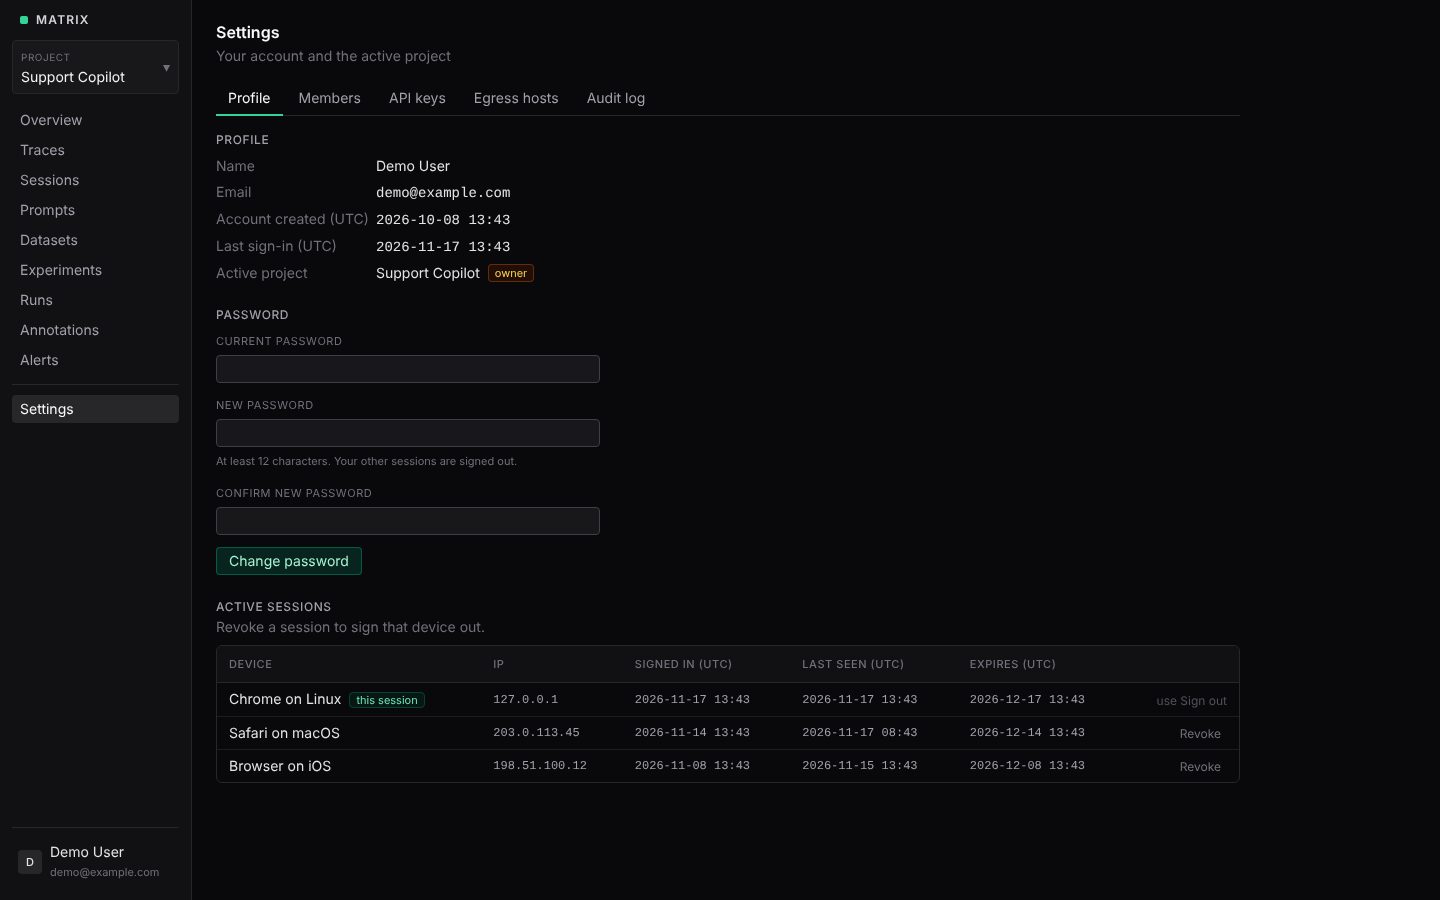 MATRIX
PROJECT
Support Copilot
Overview
Traces
Sessions
Prompts
Datasets
Experiments
Runs
Annotations
Alerts
Settings
D
Demo User
demo@example.com
Settings
Your account and the active project
Profile Members API keys Egress hosts Audit log
PROFILE
Name Demo User
Email demo@example.com
Account created (UTC) 2026-10-08 13:43
Last sign-in (UTC) 2026-11-17 13:43
Active project Support Copilot owner
PASSWORD
CURRENT PASSWORD
NEW PASSWORD
At least 12 characters. Your other sessions are signed out.
CONFIRM NEW PASSWORD
Change password
ACTIVE SESSIONS
Revoke a session to sign that device out.
DEVICE IP SIGNED IN (UTC) LAST SEEN (UTC) EXPIRES (UTC)
Chrome on Linux this session 127.0.0.1 2026-11-17 13:43 2026-11-17 13:43 2026-12-17 13:43 use Sign out
Safari on macOS 203.0.113.45 2026-11-14 13:43 2026-11-17 08:43 2026-12-14 13:43 Revoke
Browser on iOS 198.51.100.12 2026-11-08 13:43 2026-11-15 13:43 2026-12-08 13:43 Revoke